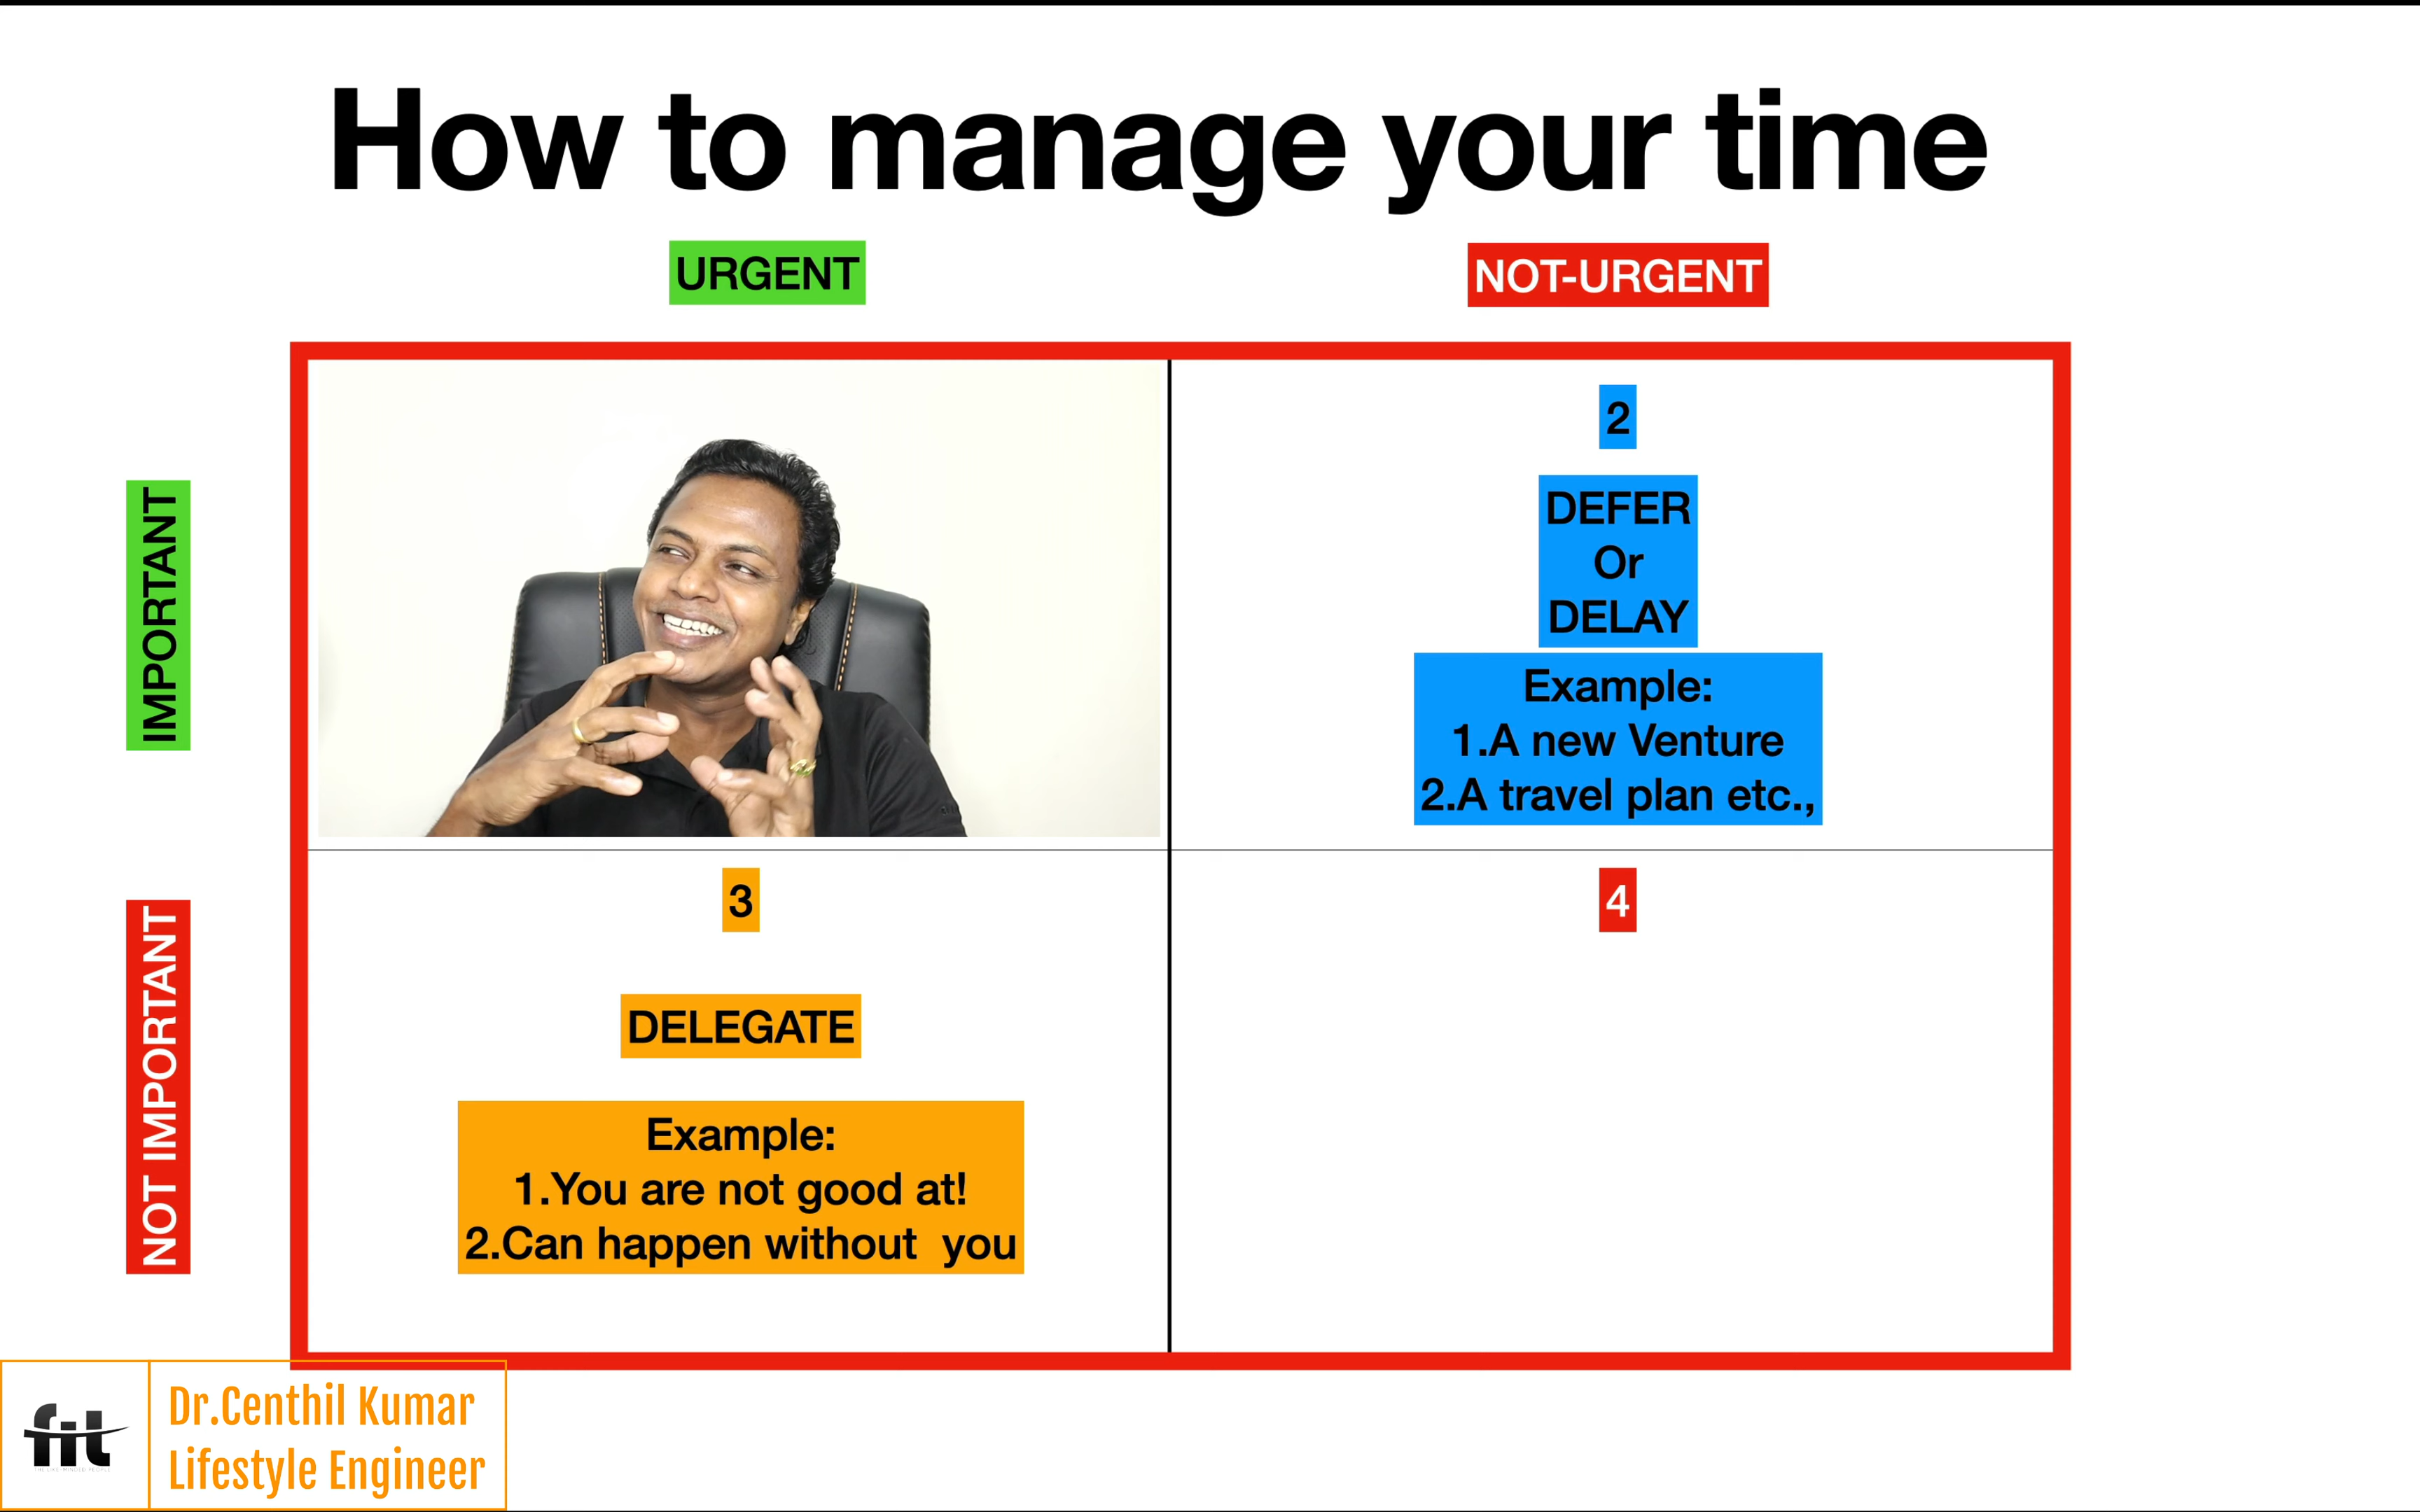 How to manage your time
URGENT
NOT-URGENT
IMPORTANT
2
DEFER
Or
DELAY
Example:
1.A new Venture
2.A travel plan etc.,
NOT IMPORTANT
3
DELEGATE
Example:
1.You are not good at!
2.Can happen without  you
4
fit
Dr.Centhil Kumar
Lifestyle Engineer